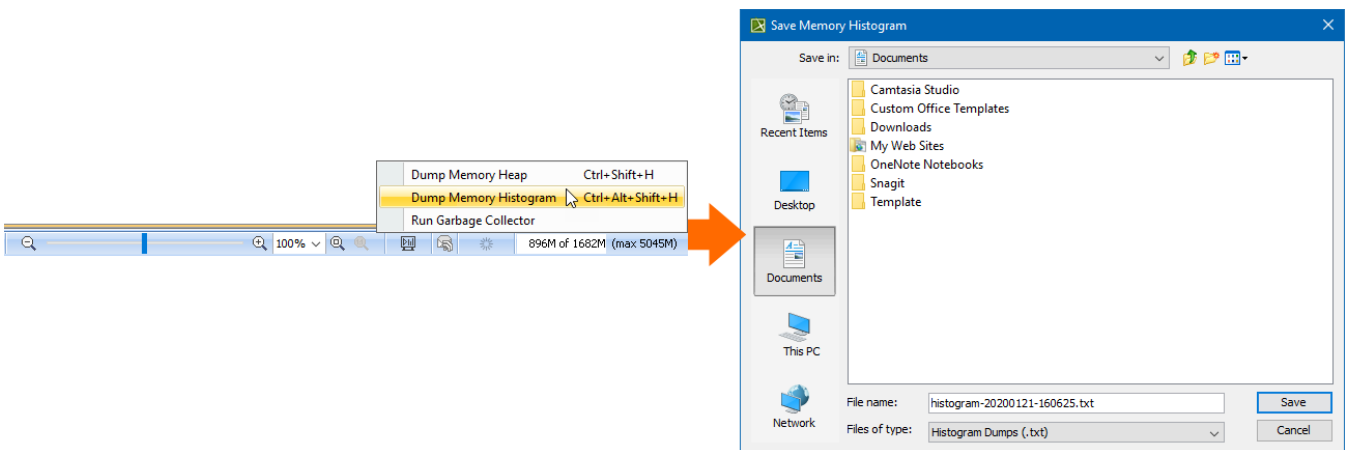 Dump Memory Heap Ctrl+Shift+H
Dump Memory Histogram Ctrl+Alt+Shift+H
Run Garbage Collector
100% 896M of 1682M (max 5045M)
Save Memory Histogram
Save in: Documents
Recent Items
Desktop
Documents
This PC
Network
Camtasia Studio
Custom Office Templates
Downloads
My Web Sites
OneNote Notebooks
Snagit
Template
File name: histogram-20200121-160625.txt Save
Files of type: Histogram Dumps (.txt) Cancel